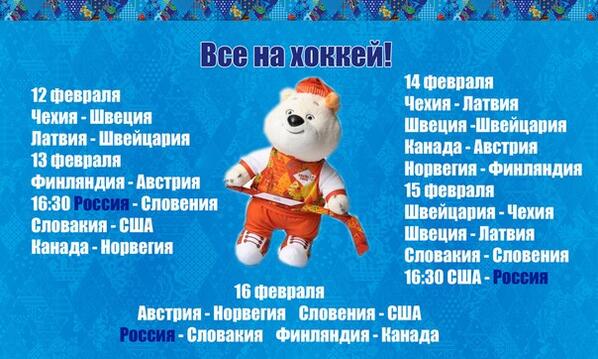 Все на хоккей!
12 февраля
Чехия - Швеция
Латвия - Швейцария
13 февраля
Финляндия - Австрия
16:30 Россия - Словения
Словакия - США
Канада - Норвегия
14 февраля
Чехия - Латвия
Швеция -Швейцария
Канада - Австрия
Норвегия - Финляндия
15 февраля
Швейцария - Чехия
Швеция - Латвия
Словакия - Словения
16:30 США - Россия
16 февраля
Австрия - Норвегия Словения - США
Россия - Словакия Финляндия - Канада